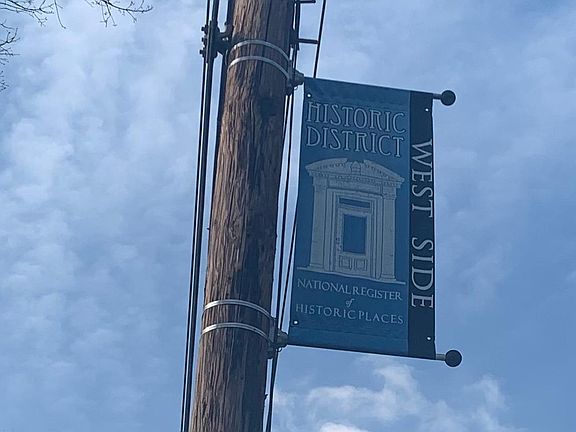 HISTORIC
DISTRICT
NATIONAL REGISTER
of
HISTORIC PLACES
WEST SIDE